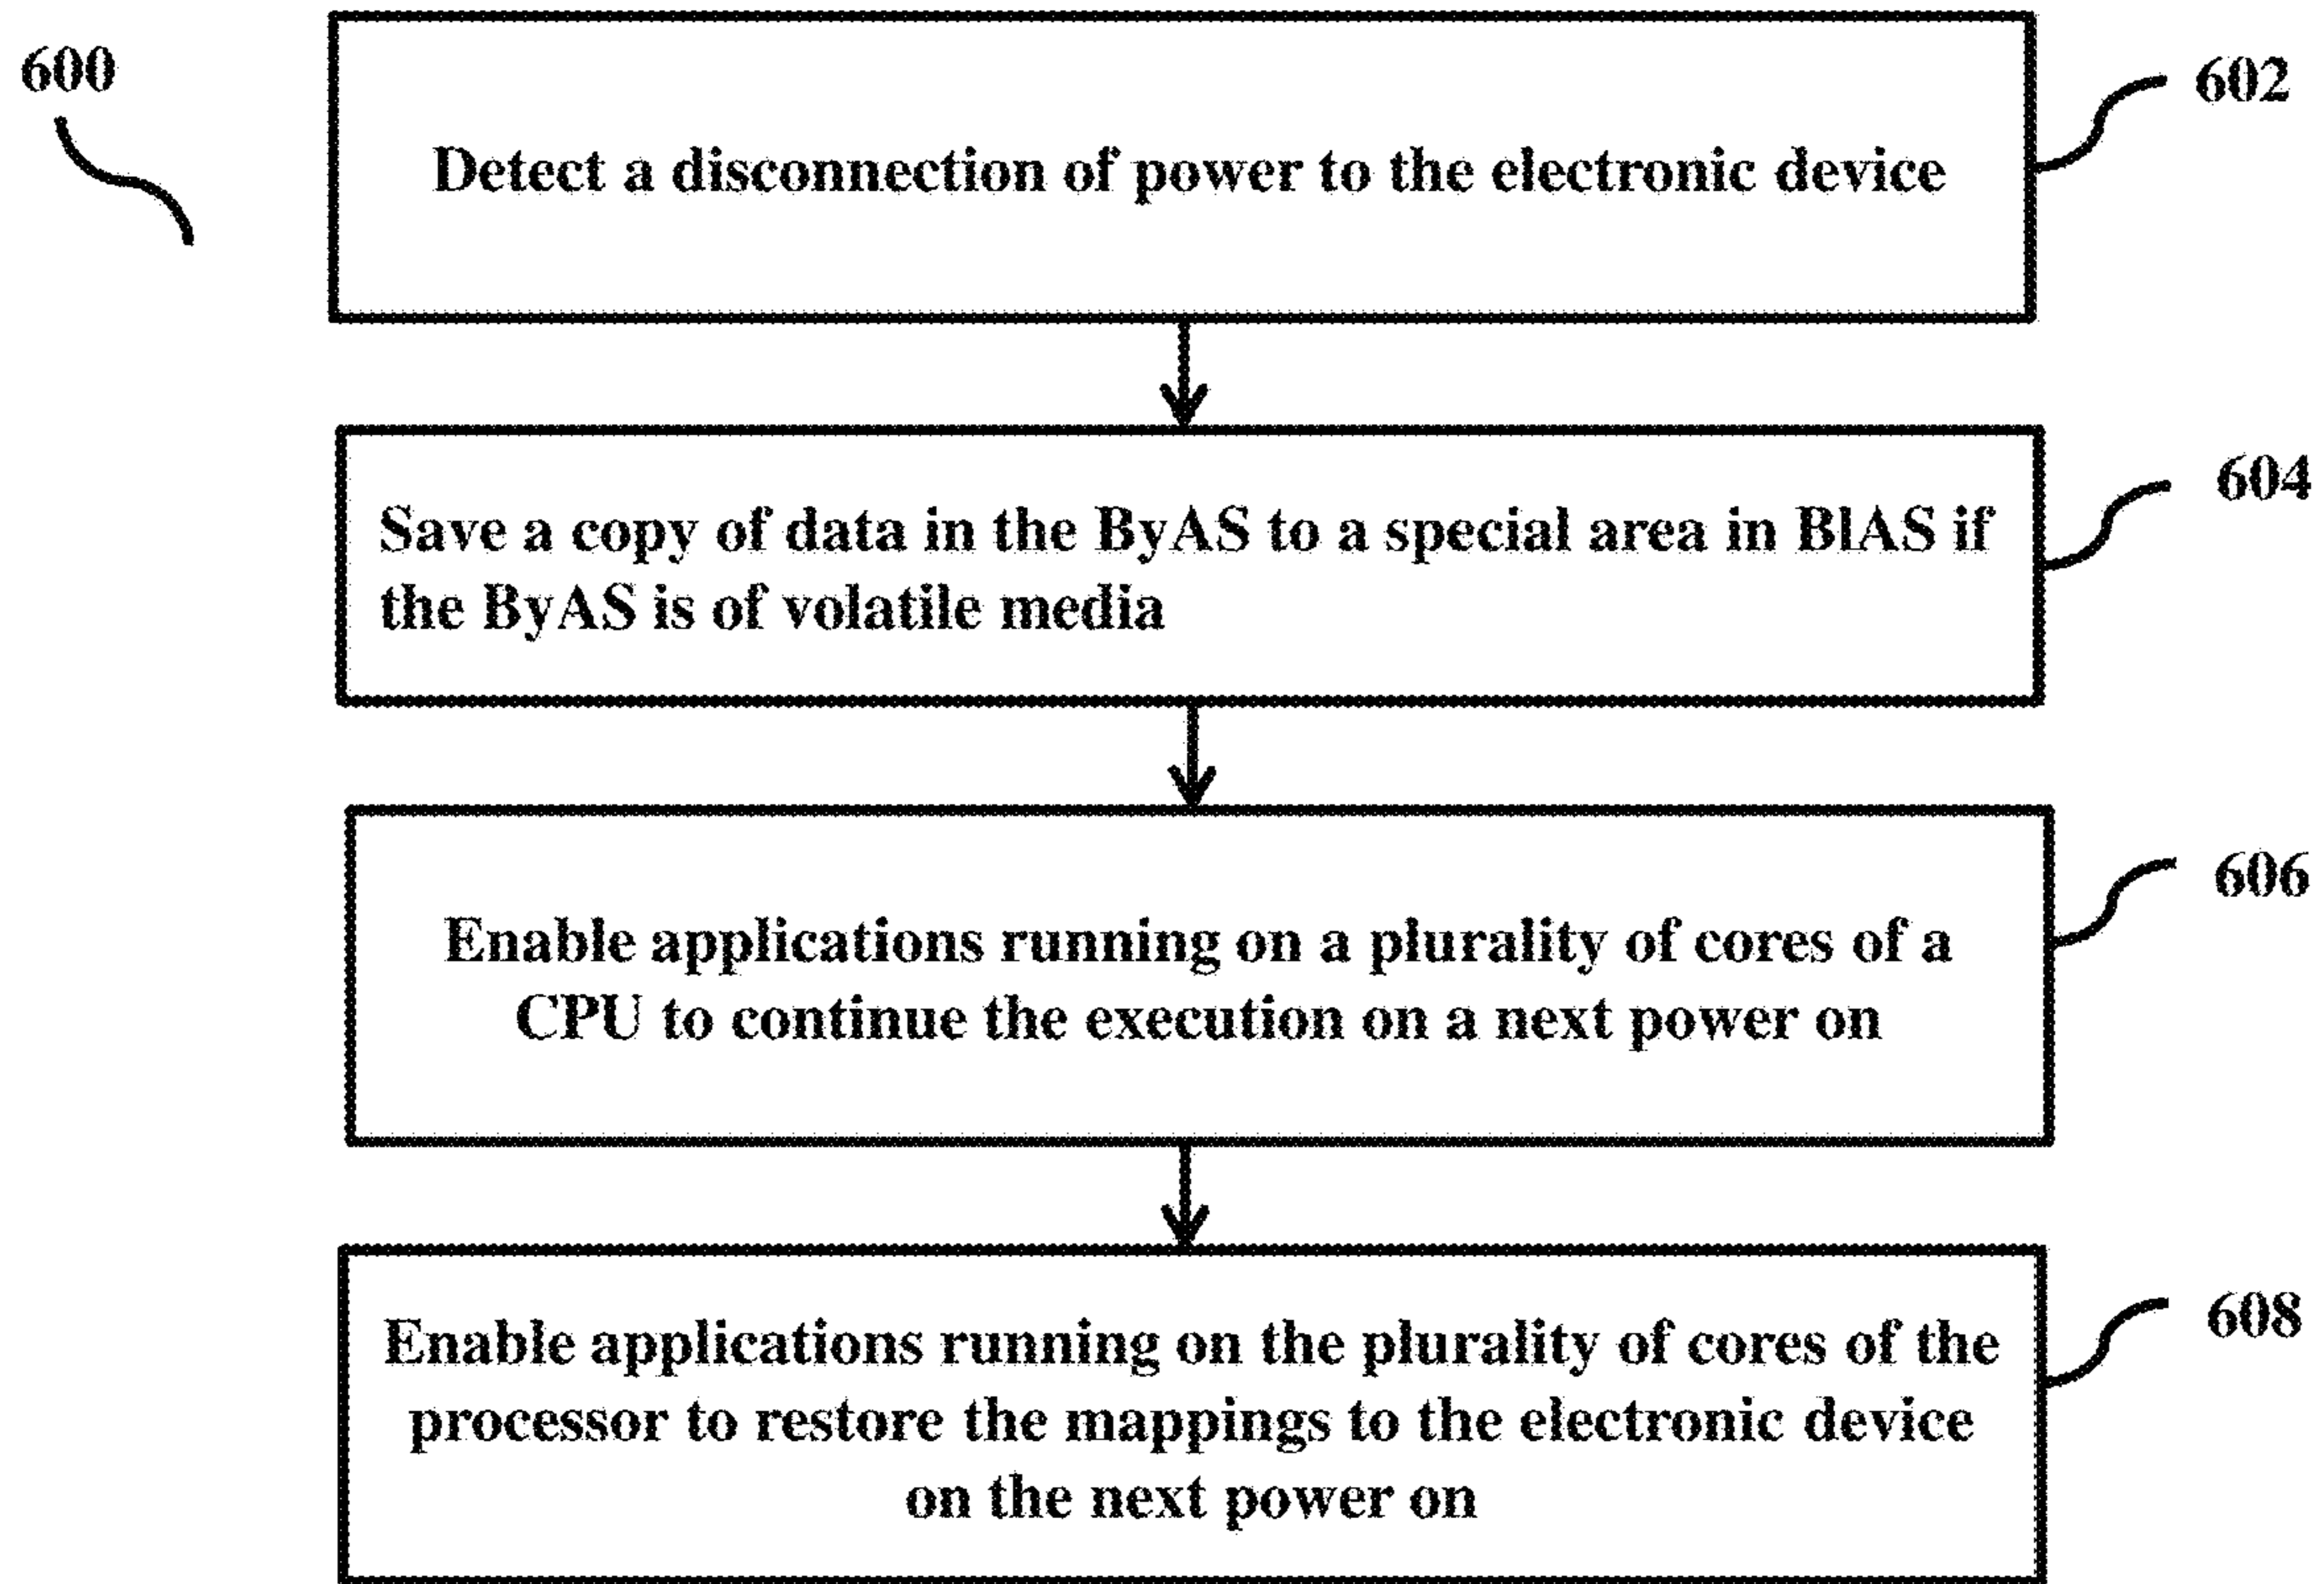 600
602
Detect a disconnection of power to the electronic device
604
Save a copy of data in the ByAS to a special area in BlAS if
the ByAS is of volatile media
606
Enable applications running on a plurality of cores of a
CPU to continue the execution on a next power on
608
Enable applications running on the plurality of cores of the
processor to restore the mappings to the electronic device
on the next power on